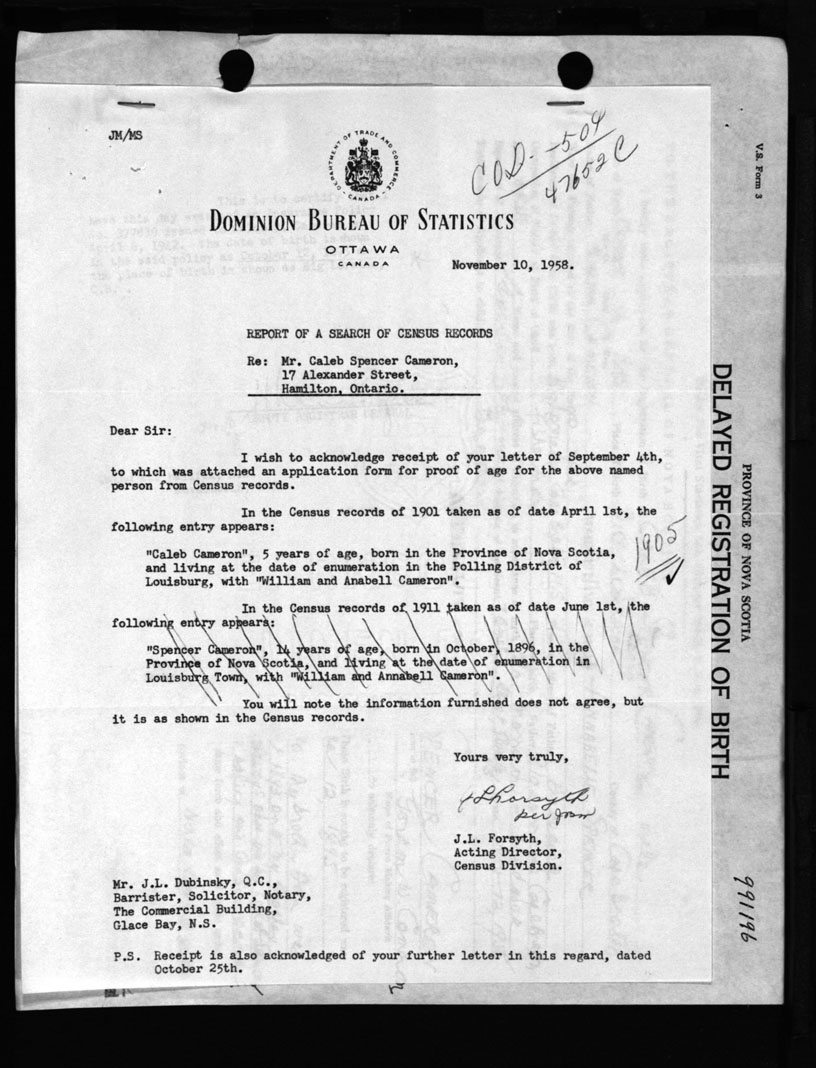 JM/MS
DEPARTMENT OF TRADE AND COMMERCE
CANADA
COD.-504
47652C
DOMINION BUREAU OF STATISTICS
OTTAWA
CANADA
November 10, 1958.
REPORT OF A SEARCH OF CENSUS RECORDS
Re: Mr. Caleb Spencer Cameron,
17 Alexander Street,
Hamilton, Ontario.
Dear Sir:
I wish to acknowledge receipt of your letter of September 4th,
to which was attached an application form for proof of age for the above named
person from Census records.
In the Census records of 1901 taken as of date April 1st, the
following entry appears:
"Caleb Cameron", 5 years of age, born in the Province of Nova Scotia,
and living at the date of enumeration in the Polling District of
Louisburg, with "William and Anabell Cameron".
1905
In the Census records of 1911 taken as of date June 1st, the
following entry appears:
"Spencer Cameron", 14 years of age, born in October, 1896, in the
Province of Nova Scotia, and living at the date of enumeration in
Louisburg Town, with "William and Annabell Cameron".
You will note the information furnished does not agree, but
it is as shown in the Census records.
Yours very truly,
JLForsyth
per
J.L. Forsyth,
Acting Director,
Census Division.
Mr. J.L. Dubinsky, Q.C.,
Barrister, Solicitor, Notary,
The Commercial Building,
Glace Bay, N.S.
P.S. Receipt is also acknowledged of your further letter in this regard, dated
October 25th.
V.S. Form 3
PROVINCE OF NOVA SCOTIA
DELAYED REGISTRATION OF BIRTH
991196